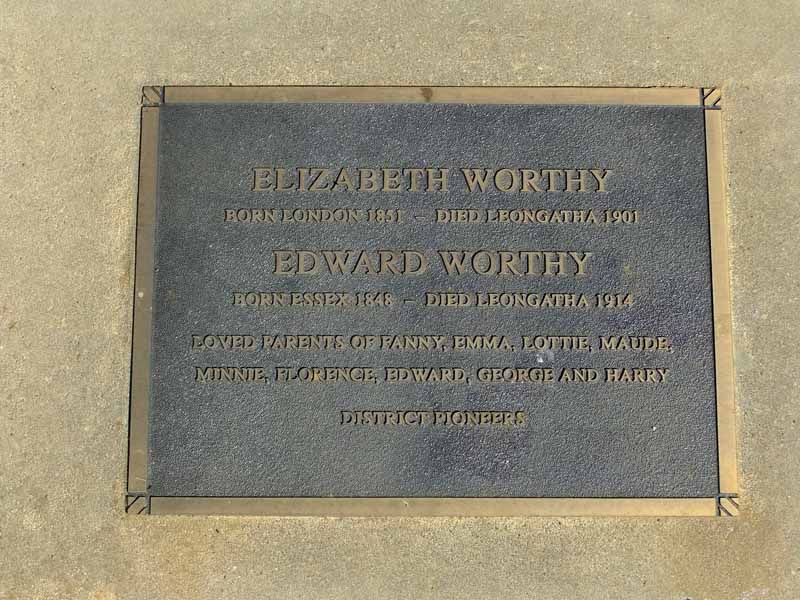 ELIZABETH WORTHY
BORN LONDON 1851 – DIED LEONGATHA 1901
EDWARD WORTHY
BORN ESSEX 1848 – DIED LEONGATHA 1914
LOVED PARENTS OF FANNY, EMMA, LOTTIE, MAUDE,
MINNIE, FLORENCE, EDWARD, GEORGE AND HARRY
DISTRICT PIONEERS